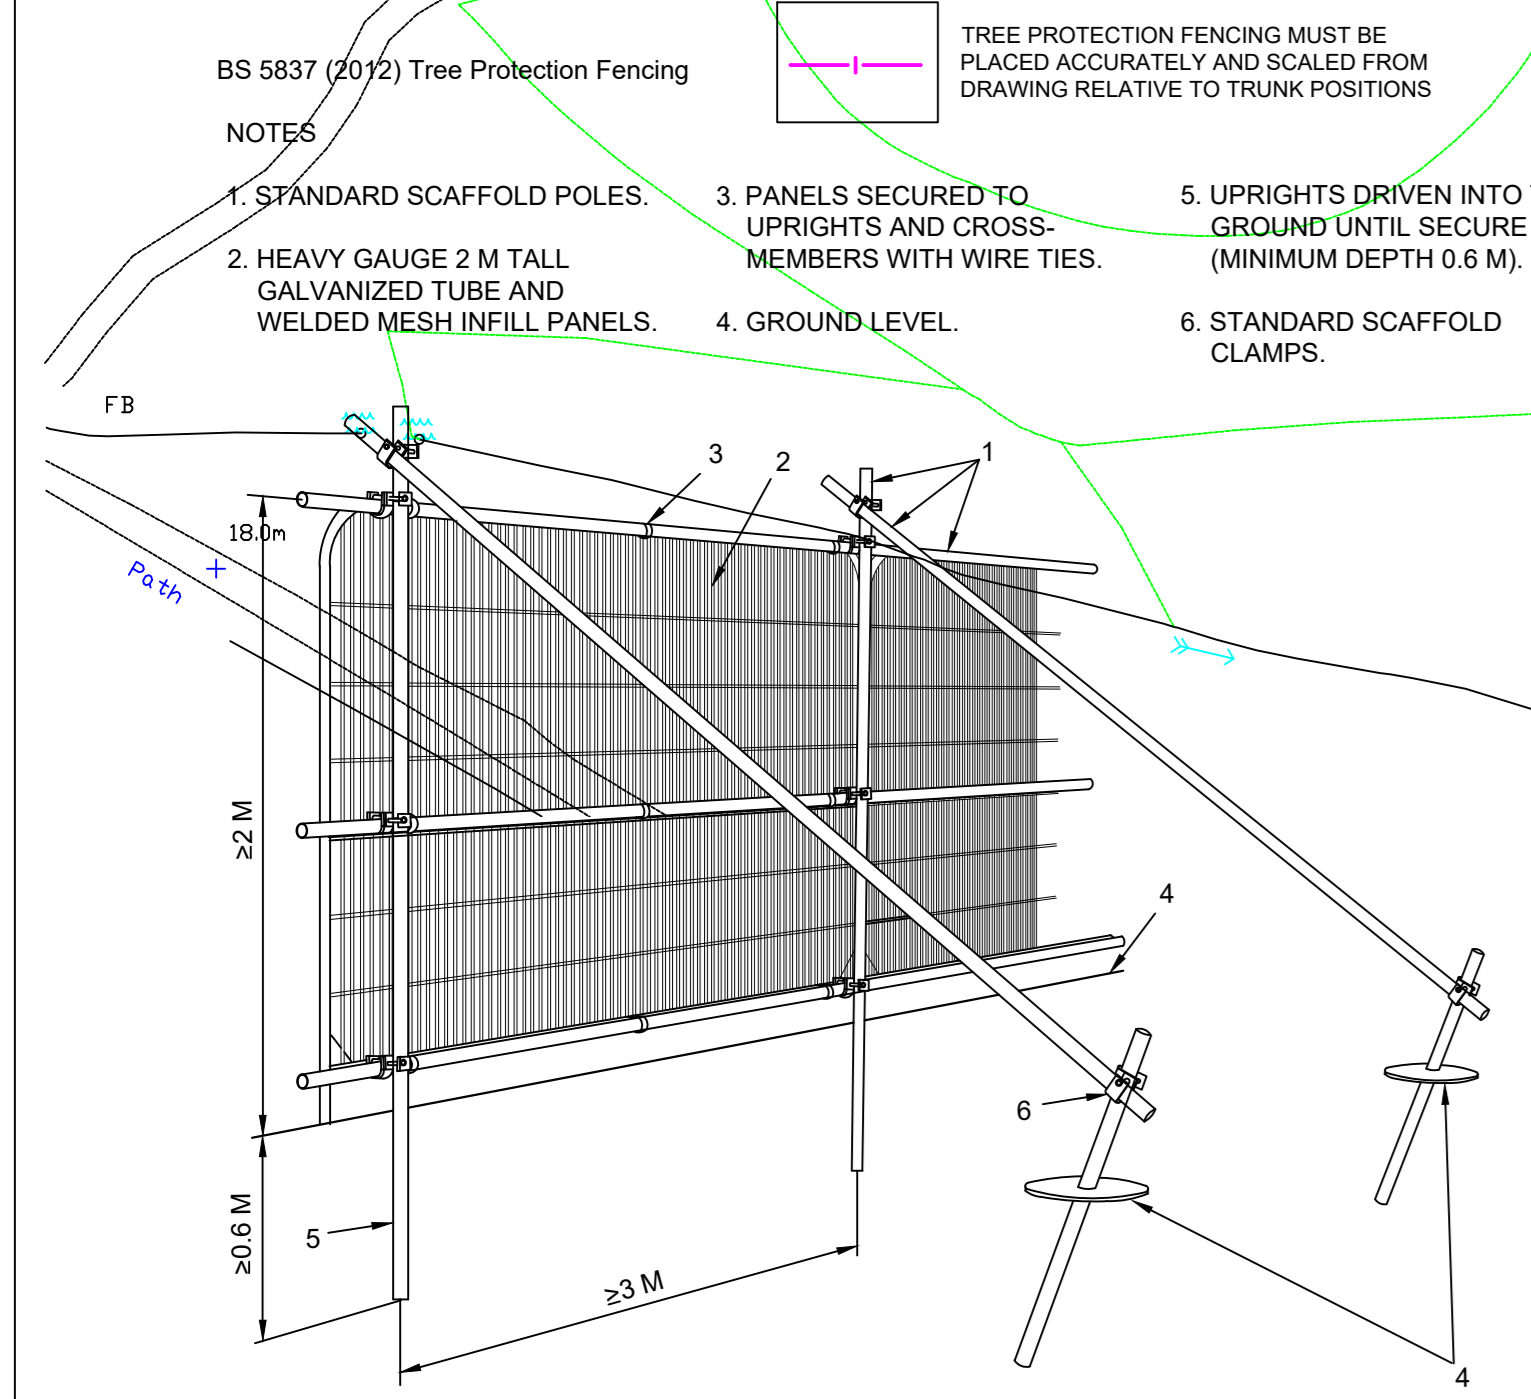 BS 5837 (2012) Tree Protection Fencing
TREE PROTECTION FENCING MUST BE
PLACED ACCURATELY AND SCALED FROM
DRAWING RELATIVE TO TRUNK POSITIONS
NOTES
1. STANDARD SCAFFOLD POLES.
2. HEAVY GAUGE 2 M TALL
GALVANIZED TUBE AND
WELDED MESH INFILL PANELS.
3. PANELS SECURED TO
UPRIGHTS AND CROSS-
MEMBERS WITH WIRE TIES.
4. GROUND LEVEL.
5. UPRIGHTS DRIVEN INTO
GROUND UNTIL SECURE
(MINIMUM DEPTH 0.6 M).
6. STANDARD SCAFFOLD
CLAMPS.
FB
3
2
1
18.0m
Path
≥2 M
4
6
≥0.6 M
5
≥3 M
4